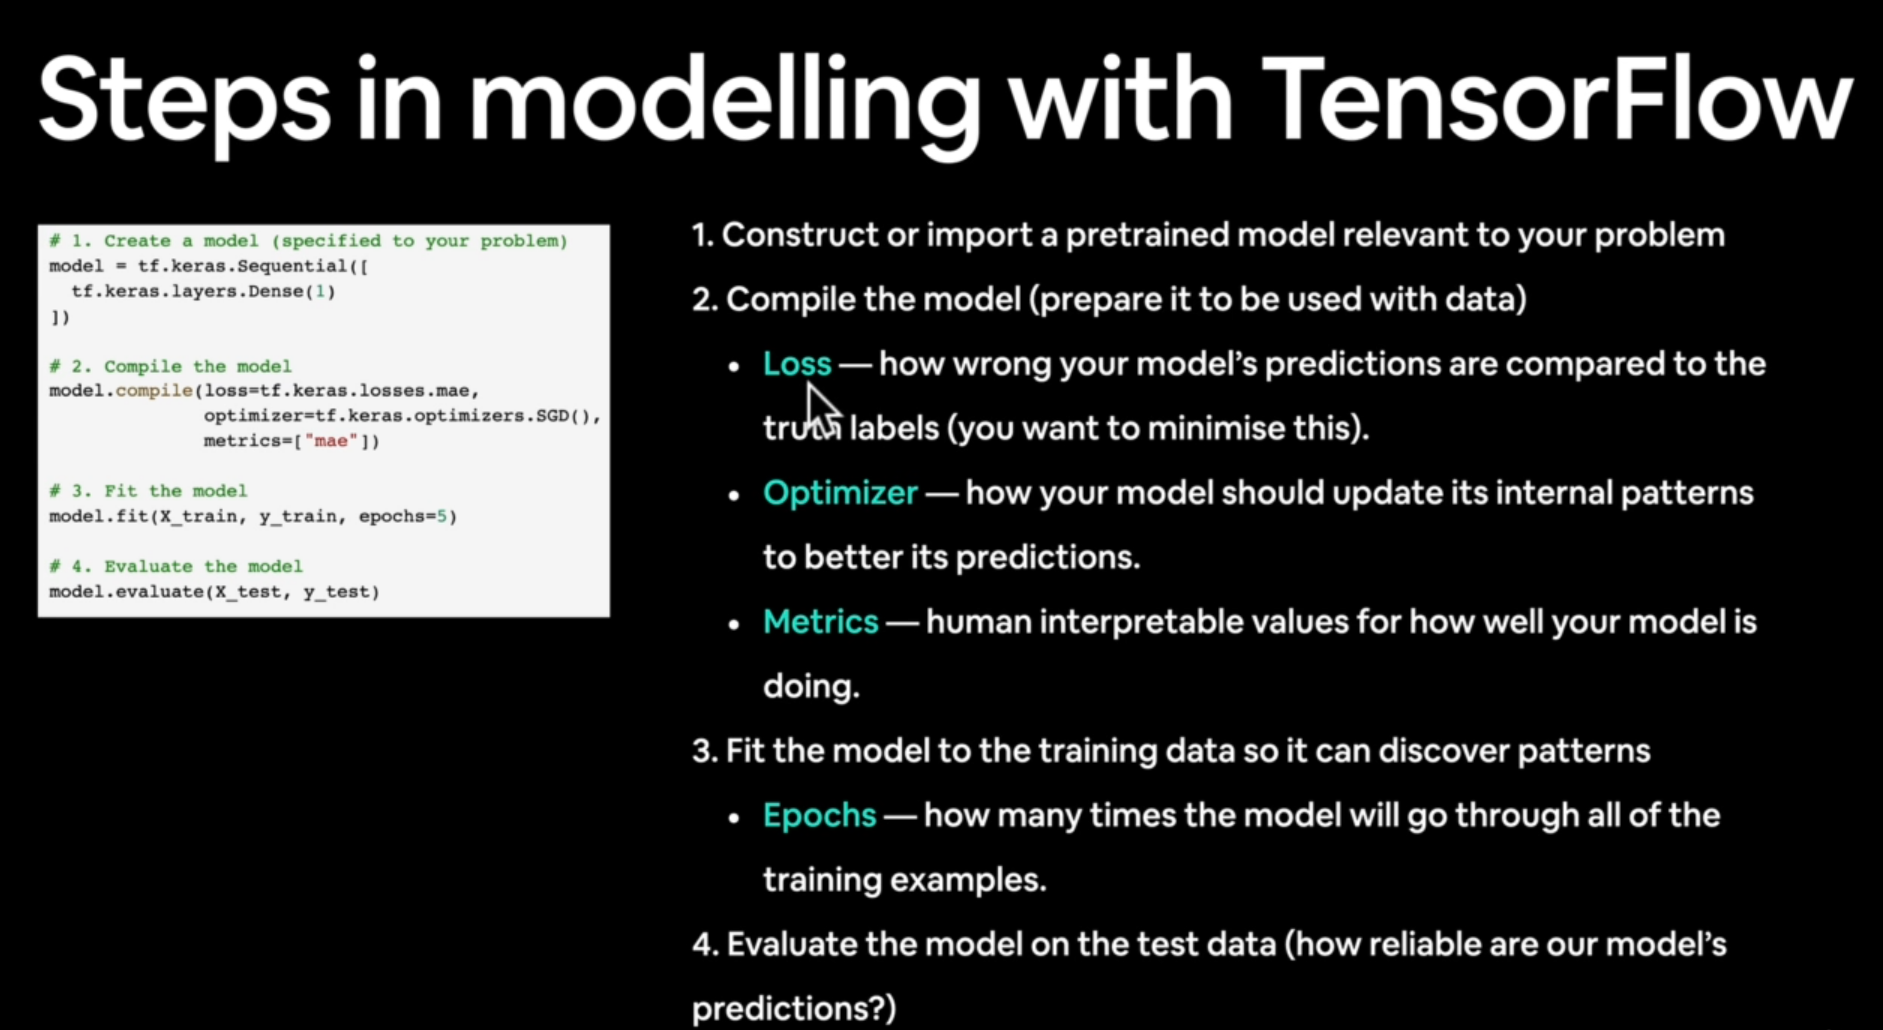 Steps in modelling with TensorFlow
# 1. Create a model (specified to your problem)
model = tf.keras.Sequential([
  tf.keras.layers.Dense(1)
])
# 2. Compile the model
model.compile(loss=tf.keras.losses.mae,
              optimizer=tf.keras.optimizers.SGD(),
              metrics=["mae"])
# 3. Fit the model
model.fit(X_train, y_train, epochs=5)
# 4. Evaluate the model
model.evaluate(X_test, y_test)
1. Construct or import a pretrained model relevant to your problem
2. Compile the model (prepare it to be used with data)
• Loss — how wrong your model’s predictions are compared to the
truth labels (you want to minimise this).
• Optimizer — how your model should update its internal patterns
to better its predictions.
• Metrics — human interpretable values for how well your model is
doing.
3. Fit the model to the training data so it can discover patterns
• Epochs — how many times the model will go through all of the
training examples.
4. Evaluate the model on the test data (how reliable are our model’s
predictions?)